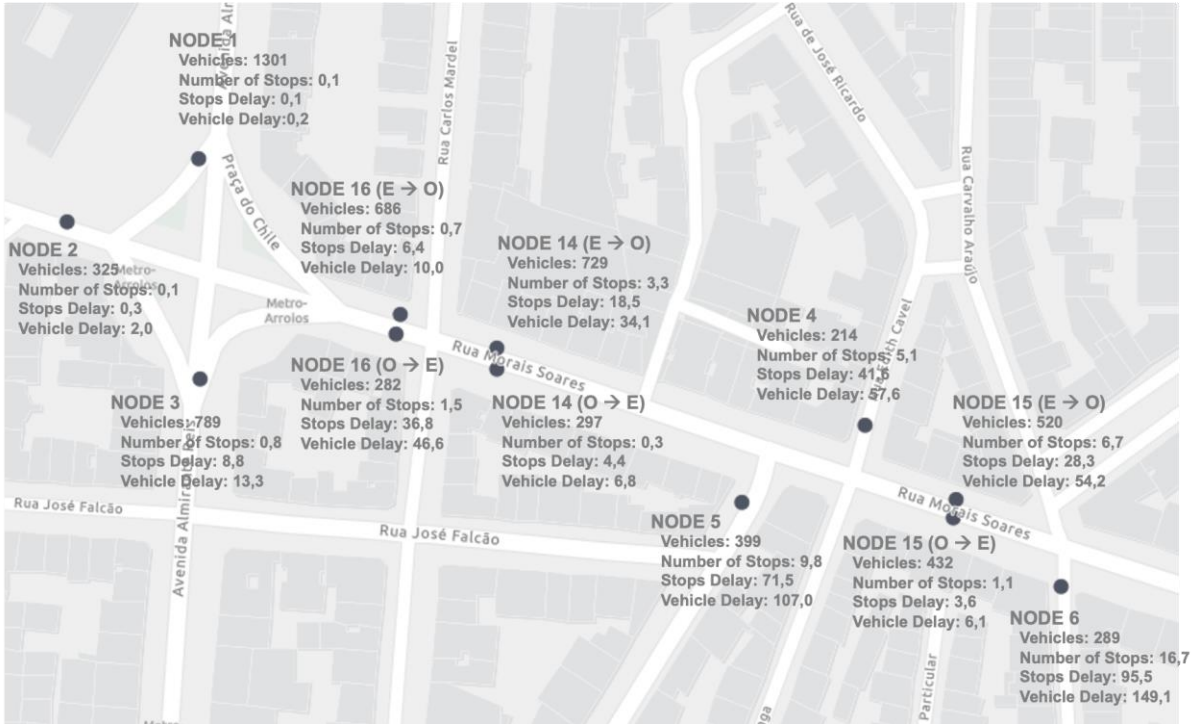 NODE 1
Vehicles: 1301
Number of Stops: 0,1
Stops Delay: 0,1
Vehicle Delay:0,2
Praça do Chile
Rua Carlos Mardel
Rua de José Ricardo
Rua Carvalho Araújo
NODE 16 (E → O)
Vehicles: 686
Number of Stops: 0,7
Stops Delay: 6,4
Vehicle Delay: 10,0
NODE 2
Vehicles: 325
Number of Stops: 0,1
Stops Delay: 0,3
Vehicle Delay: 2,0
Metro-
Arroios
Metro-
Arroios
NODE 14 (E → O)
Vehicles: 729
Number of Stops: 3,3
Stops Delay: 18,5
Vehicle Delay: 34,1
NODE 4
Vehicles: 214
Number of Stops: 5,1
Stops Delay: 41,6
Vehicle Delay: 57,6
Rua Edith Cavel
Rua Morais Soares
NODE 16 (O → E)
Vehicles: 282
Number of Stops: 1,5
Stops Delay: 36,8
Vehicle Delay: 46,6
NODE 3
Vehicles: 789
Number of Stops: 0,8
Stops Delay: 8,8
Vehicle Delay: 13,3
NODE 14 (O → E)
Vehicles: 297
Number of Stops: 0,3
Stops Delay: 4,4
Vehicle Delay: 6,8
NODE 15 (E → O)
Vehicles: 520
Number of Stops: 6,7
Stops Delay: 28,3
Vehicle Delay: 54,2
Rua Morais Soares
Rua José Falcão
Rua José Falcão
Avenida Almirante Reis
NODE 5
Vehicles: 399
Number of Stops: 9,8
Stops Delay: 71,5
Vehicle Delay: 107,0
NODE 15 (O → E)
Vehicles: 432
Number of Stops: 1,1
Stops Delay: 3,6
Vehicle Delay: 6,1
NODE 6
Vehicles: 289
Number of Stops: 16,7
Stops Delay: 95,5
Vehicle Delay: 149,1
Particular